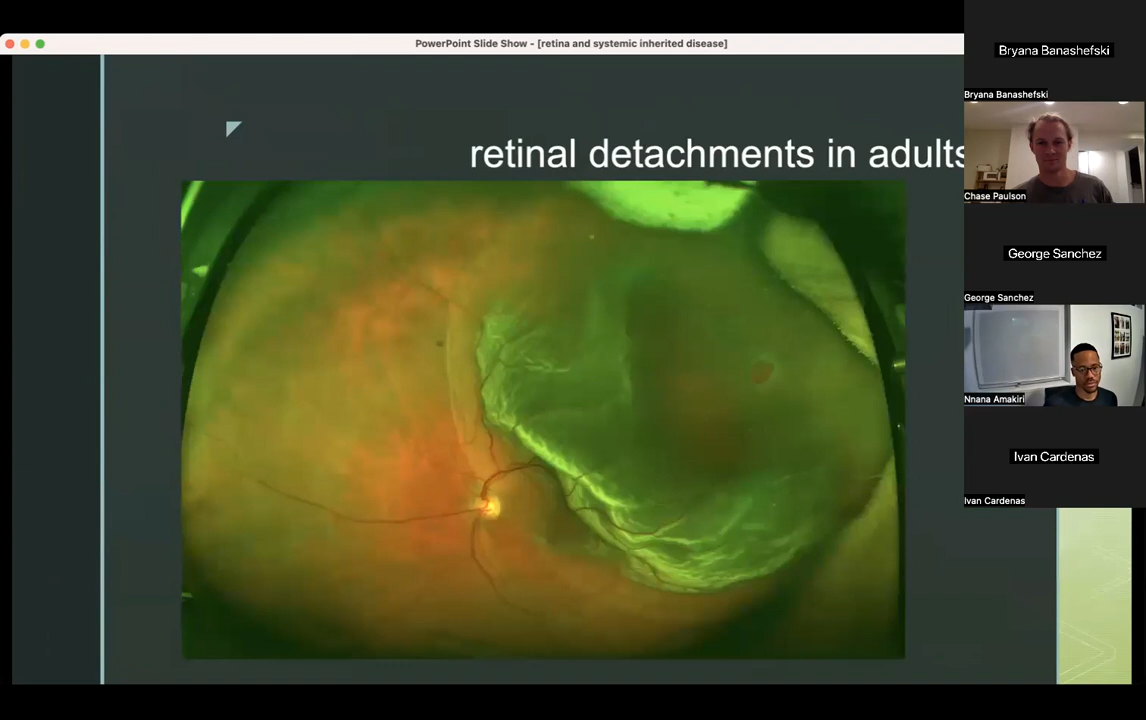 PowerPoint Slide Show - [retina and systemic inherited disease]
retinal detachments in adults
Bryana Banashefski
Bryana Banashefski
Chase Paulson
George Sanchez
George Sanchez
Nnana Amakiri
Ivan Cardenas
Ivan Cardenas